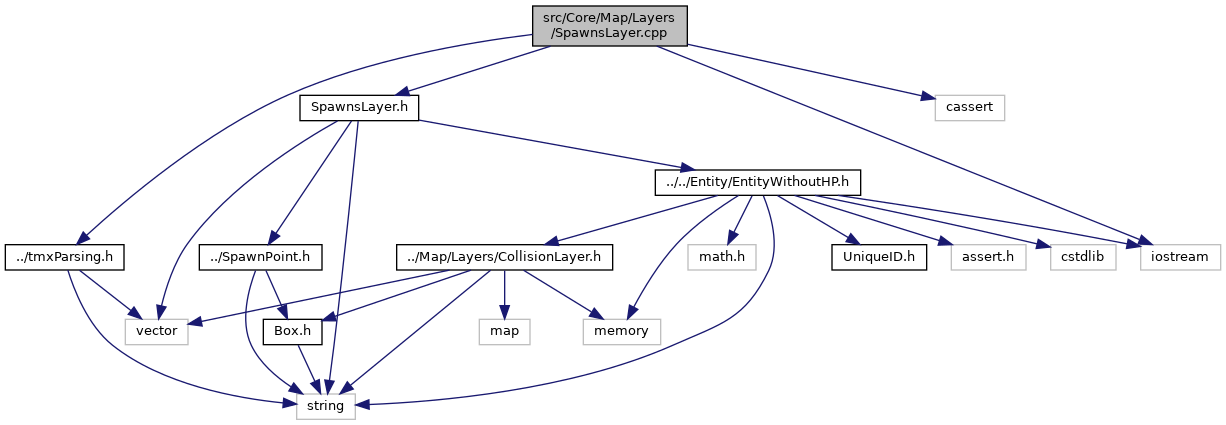 src/Core/Map/Layers
/SpawnsLayer.cpp
SpawnsLayer.h
cassert
../../Entity/EntityWithoutHP.h
../tmxParsing.h
../SpawnPoint.h
../Map/Layers/CollisionLayer.h
math.h
UniqueID.h
assert.h
cstdlib
iostream
vector
Box.h
map
memory
string